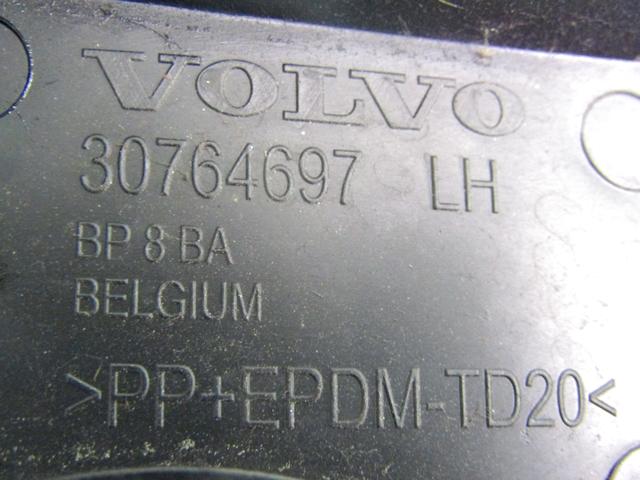 VOLVO
30764697 LH
BP 8 BA
BELGIUM
>PP+EPDM-TD20<